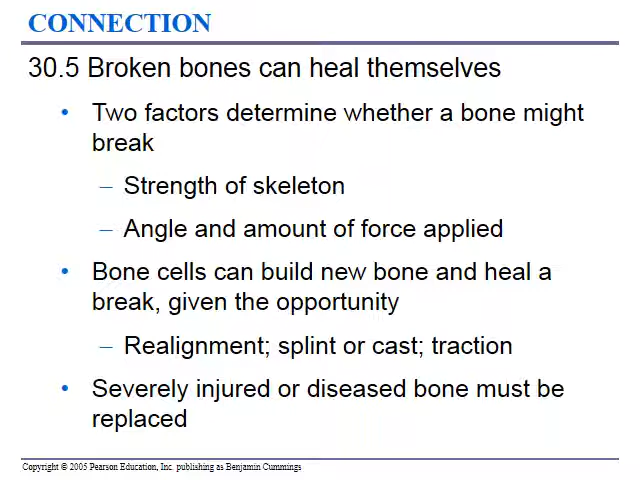 CONNECTION
30.5 Broken bones can heal themselves
• Two factors determine whether a bone might
break
– Strength of skeleton
– Angle and amount of force applied
• Bone cells can build new bone and heal a
break, given the opportunity
– Realignment; splint or cast; traction
• Severely injured or diseased bone must be
replaced
Copyright © 2005 Pearson Education, Inc. publishing as Benjamin Cummings